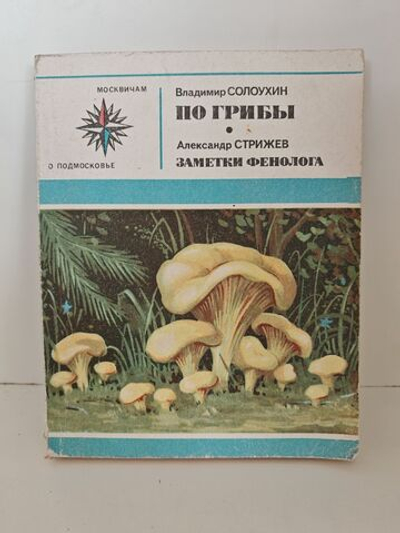 МОСКВИЧАМ
О ПОДМОСКОВЬЕ
Владимир СОЛОУХИН
ПО ГРИБЫ
•
Александр СТРИЖЕВ
ЗАМЕТКИ ФЕНОЛОГА